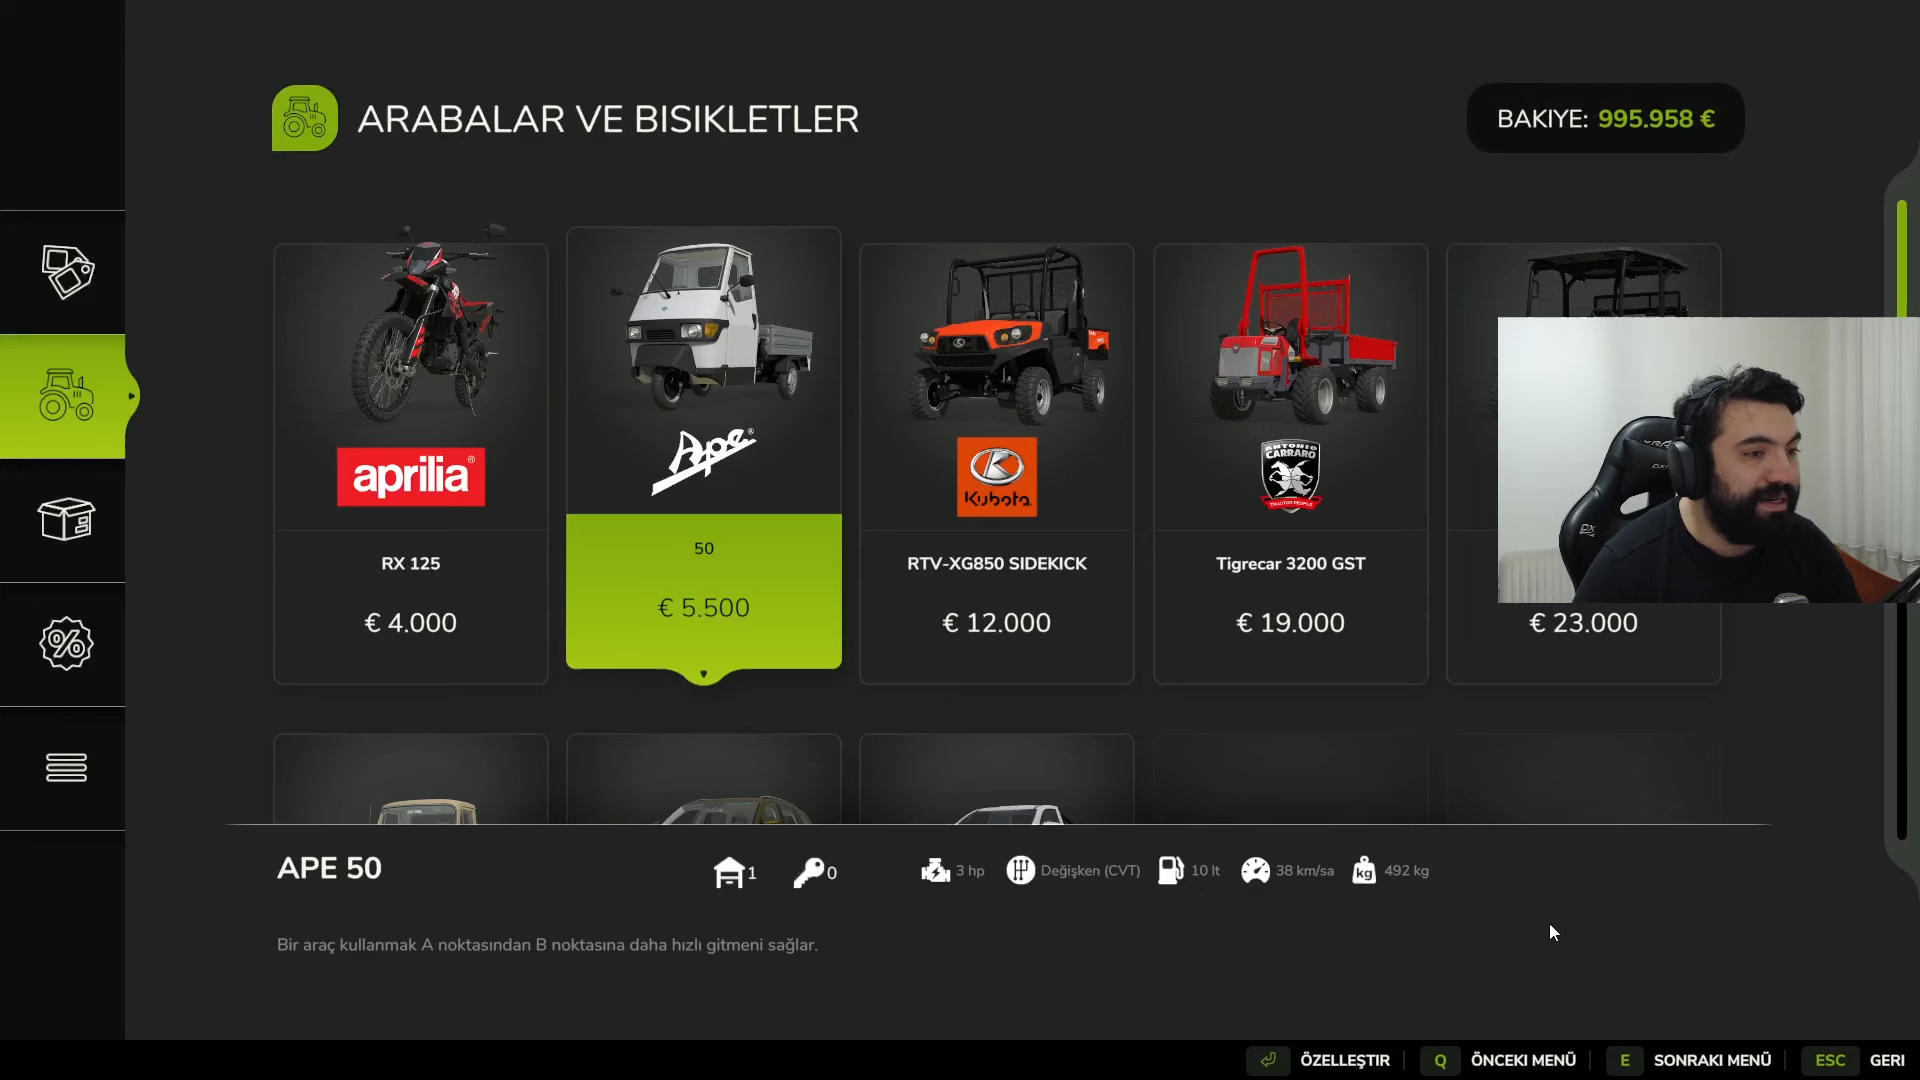 ARABALAR VE BISIKLETLER
BAKIYE: 995.958 €
aprilia®
Ape®
Kubota
ANTONIO CARRARO
TRACTOR PEOPLE
RX 125
€ 4.000
50
€ 5.500
RTV-XG850 SIDEKICK
€ 12.000
Tigrecar 3200 GST
€ 19.000
€ 23.000
APE 50
1
0
3 hp
Değişken (CVT)
10 lt
38 km/sa
kg
492 kg
Bir araç kullanmak A noktasından B noktasına daha hızlı gitmeni sağlar.
ÖZELLEŞTIR
Q ÖNCEKI MENÜ
E SONRAKI MENÜ
ESC GERI